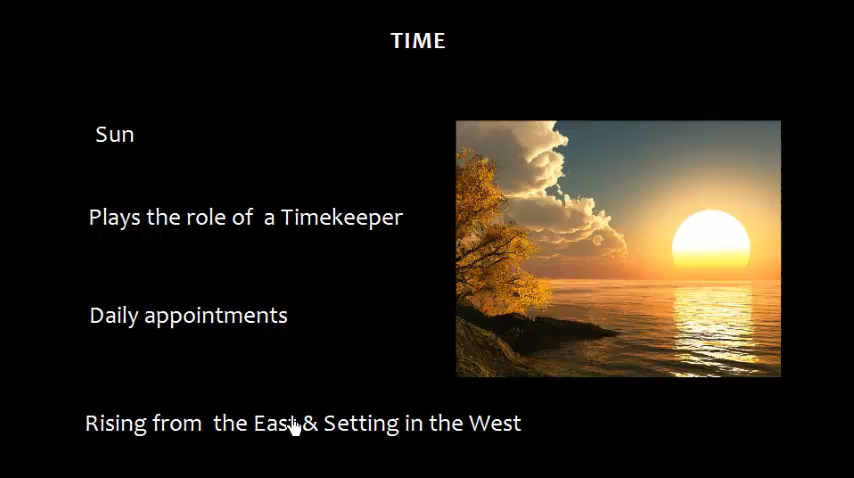 TIME
Sun
Plays the role of a Timekeeper
Daily appointments
Rising from the East & Setting in the West